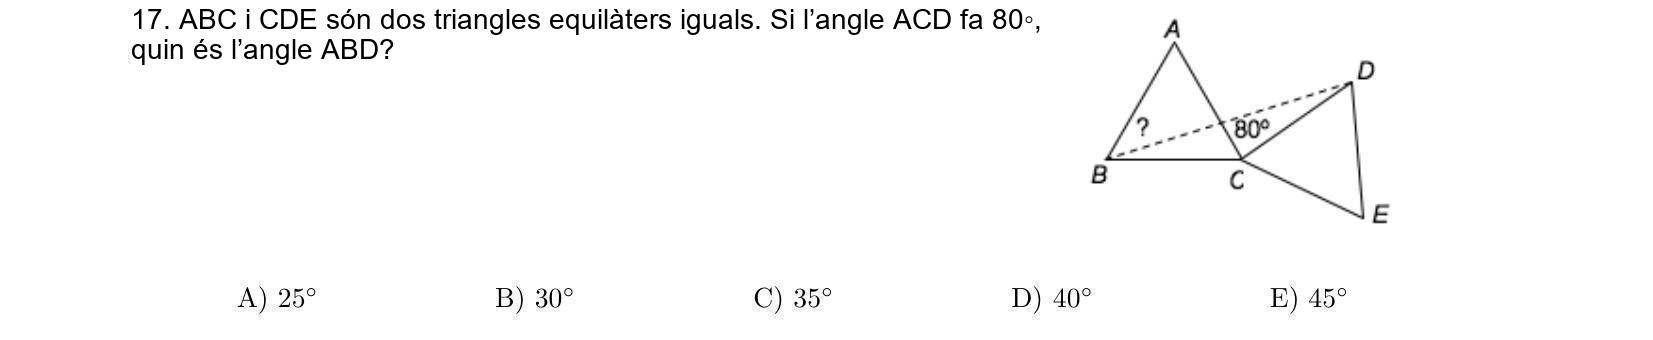 17. ABC i CDE són dos triangles equilàters iguals. Si l’angle ACD fa 80°,
quin és l’angle ABD?
A
D
?
80º
B
C
E
A) 25°
B) 30°
C) 35°
D) 40°
E) 45°